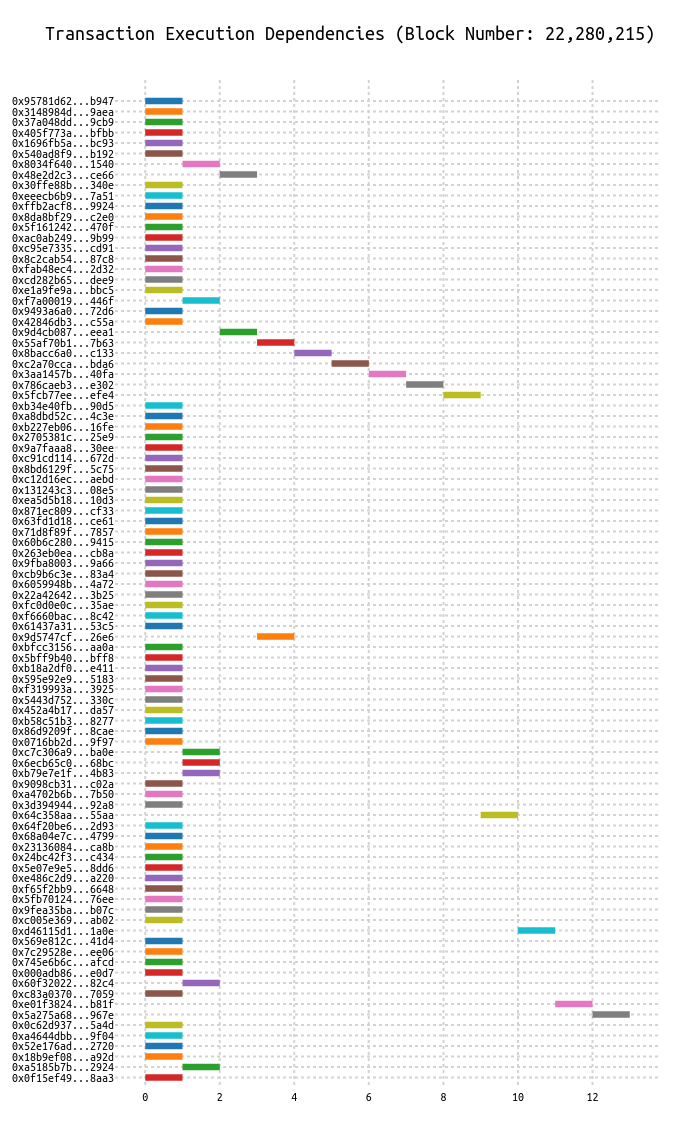 Transaction Execution Dependencies (Block Number: 22,280,215)
0x95781d62...b947
0x3148984d...9aea
0x37a048dd...9cb9
0x405f773a...bfbb
0x1696fb5a...bc93
0x540ad8f9...b192
0x8034f640...1540
0x48e2d2c3...ce66
0x30ffe88b...340e
0xeeecb6b9...7a51
0xffb2acf8...9924
0x8da8bf29...c2e0
0x5f161242...470f
0xac0ab249...9b99
0xc95e7335...cd91
0x8c2cab54...87c8
0xfab48ec4...2d32
0xcd282b65...dee9
0xe1a9fe9a...bbc5
0xf7a00019...446f
0x9493a6a0...72d6
0x42846db3...c55a
0x9d4cb087...eea1
0x55af70b1...7b63
0x8bacc6a0...c133
0xc2a70cca...bda6
0x3aa1457b...40fa
0x786caeb3...e302
0x5fcb77ee...efe4
0xb34e40fb...90d5
0xa8dbd52c...4c3e
0xb227eb06...16fe
0x2705381c...25e9
0x9a7faaa8...30ee
0xc91cd114...672d
0x8bd6129f...5c75
0xc12d16ec...aebd
0x131243c3...08e5
0xea5d5b18...10d3
0x871ec809...cf33
0x63fd1d18...ce61
0x71d8f89f...7857
0x60b6c280...9415
0x263eb0ea...cb8a
0x9fba8003...9a66
0xcb9b6c3e...83a4
0x6059948b...4a72
0x22a42642...3b25
0xfc0d0e0c...35ae
0xf6660bac...8c42
0x61437a31...53c5
0x9d5747cf...26e6
0xbfcc3156...aa0a
0x5bff9b40...bff8
0xb18a2df0...e411
0x595e92e9...5183
0xf319993a...3925
0x5443d752...330c
0x452a4b17...da57
0xb58c51b3...8277
0x86d9209f...8cae
0x0716bb2d...9f97
0xc7c306a9...ba0e
0x6ecb65c0...68bc
0xb79e7e1f...4b83
0x9098cb31...c02a
0xa4702b6b...7b50
0x3d394944...92a8
0x64c358aa...55aa
0x64f20be6...2d93
0x68a04e7c...4799
0x23136084...ca8b
0x24bc42f3...c434
0x5e07e9e5...8dd6
0xe486c2d9...a220
0xf65f2bb9...6648
0x5fb70124...76ee
0x9fea35ba...b07c
0xc005e369...ab02
0xd46115d1...1a0e
0x569e812c...41d4
0x7c29528e...ee06
0x745e6b6c...afcd
0x000adb86...e0d7
0x60f32022...82c4
0xc83a0370...7059
0xe01f3824...b81f
0x5a275a68...967e
0x0c62d937...5a4d
0xa4644dbb...9f04
0x52e176ad...2720
0x18b9ef08...a92d
0xa5185b7b...2924
0x0f15ef49...8aa3
0 2 4 6 8 10 12